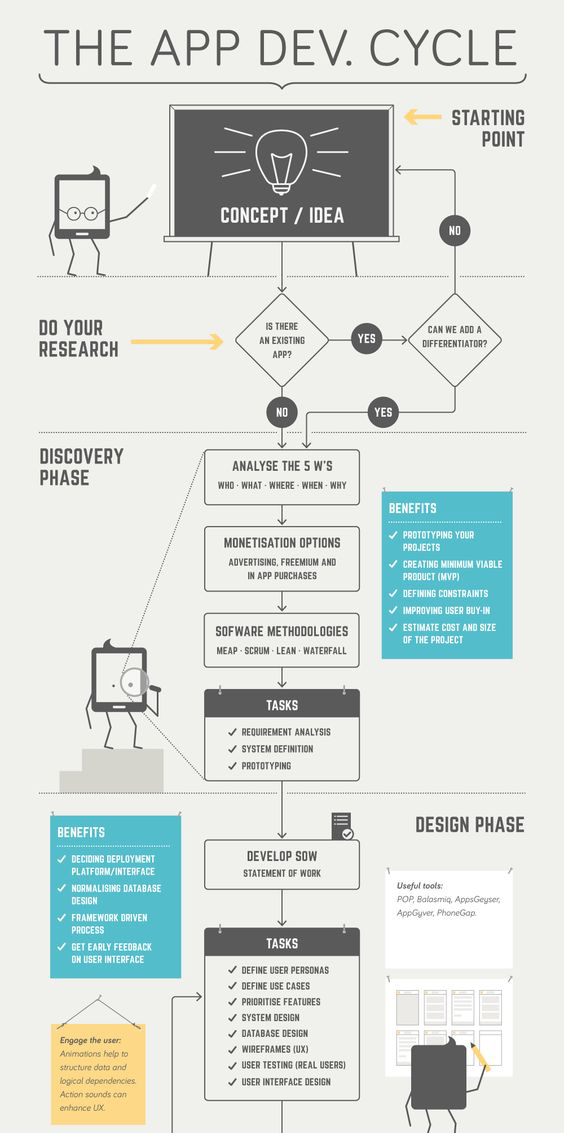 THE APP DEV. CYCLE
STARTING
POINT
CONCEPT / IDEA
NO
DO YOUR
RESEARCH
IS THERE
AN EXISTING
APP?
YES
CAN WE ADD A
DIFFERENTIATOR?
NO
YES
DISCOVERY
PHASE
ANALYSE THE 5 W'S
WHO · WHAT · WHERE · WHEN · WHY
MONETISATION OPTIONS
ADVERTISING, FREEMIUM AND
IN APP PURCHASES
SOFWARE METHODOLOGIES
MEAP · SCRUM · LEAN · WATERFALL
TASKS
REQUIREMENT ANALYSIS
SYSTEM DEFINITION
PROTOTYPING
BENEFITS
PROTOTYPING YOUR
PROJECTS
CREATING MINIMUM VIABLE
PRODUCT (MVP)
DEFINING CONSTRAINTS
IMPROVING USER BUY-IN
ESTIMATE COST AND SIZE
OF THE PROJECT
DESIGN PHASE
BENEFITS
DECIDING DEPLOYMENT
PLATFORM/INTERFACE
NORMALISING DATABASE
DESIGN
FRAMEWORK DRIVEN
PROCESS
GET EARLY FEEDBACK
ON USER INTERFACE
DEVELOP SOW
STATEMENT OF WORK
Useful tools:
POP, Balasmiq, AppsGeyser,
AppGyver, PhoneGap.
TASKS
DEFINE USER PERSONAS
DEFINE USE CASES
PRIORITISE FEATURES
SYSTEM DESIGN
DATABASE DESIGN
WIREFRAMES (UX)
USER TESTING (REAL USERS)
USER INTERFACE DESIGN
Engage the user:
Animations help to
structure data and
logical dependencies.
Action sounds can
enhance UX.